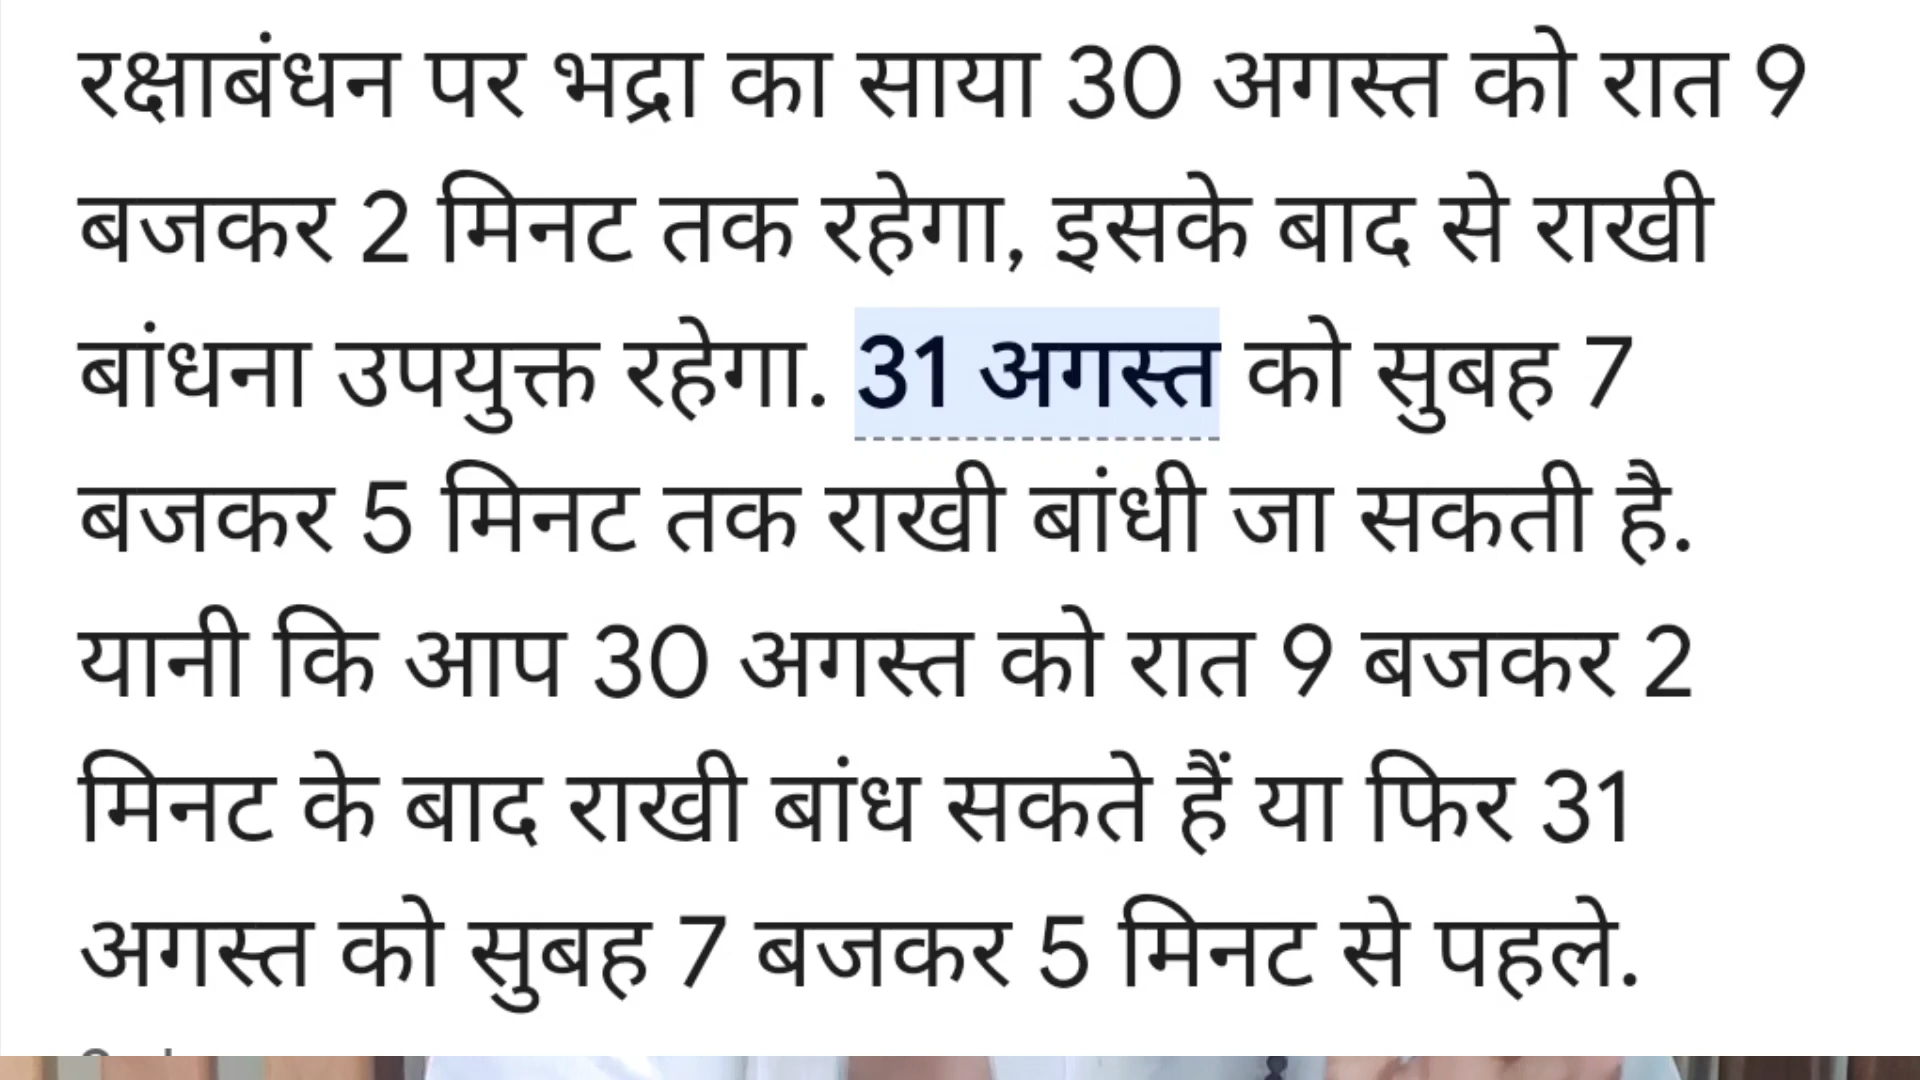 रक्षाबंधन पर भद्रा का साया 30 अगस्त को रात 9
बजकर 2 मिनट तक रहेगा, इसके बाद से राखी
बांधना उपयुक्त रहेगा. 31 अगस्त को सुबह 7
बजकर 5 मिनट तक राखी बांधी जा सकती है.
यानी कि आप 30 अगस्त को रात 9 बजकर 2
मिनट के बाद राखी बांध सकते हैं या फिर 31
अगस्त को सुबह 7 बजकर 5 मिनट से पहले.